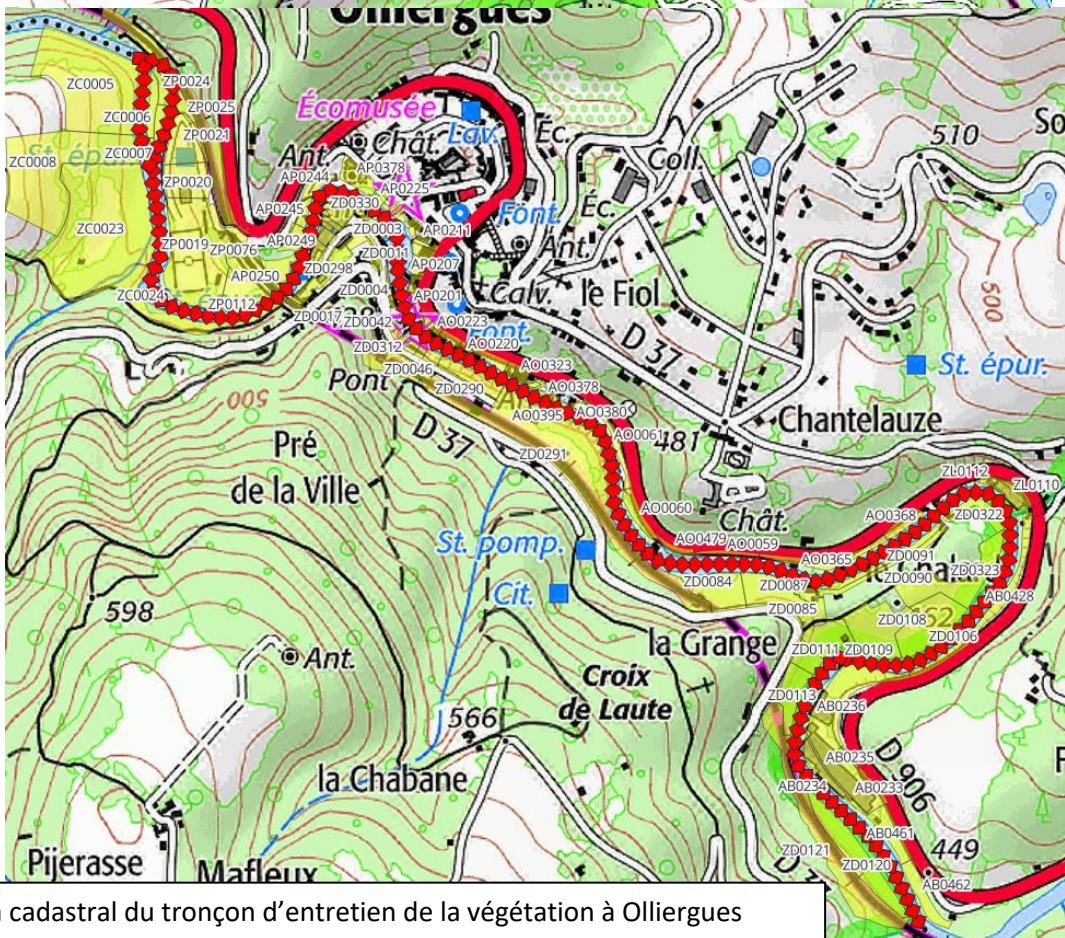 Olliergues
ZC0005
ZP0024
ZP0025
Écomusée
Lav.
ZC0006
ZP0021
Éc.
510
So
ZC0007
Ant.
Chât.
Coll.
ZC0008
St. épur.
AP0378
AP0244
ZP0020
AP0225
AP0245
ZD0330
Font.
Éc.
ZC0023
ZD0003
AP0211
ZP0019
ZP0076
AP0249
ZD0011
Ant.
AP0207
ZD0298
AP0250
ZC0024
ZD0004
Calv.
le Fiol
500
AP0201
ZP0112
ZD0017
ZD0042
AO0223
Font.
AO0220
D 37
ZD0312
AO0323
St. épur.
ZD0046
Pont
ZD0290
AO0378
500
AO0395
AO0380
Chantelauze
AO0061
481
D 37
ZD0291
Pré
de la Ville
ZL0112
ZL0110
AO0060
AO0368
ZD0322
Chât.
AO0479
AO0059
St. pomp.
AO0365
ZD0091
ZD0323
ZD0084
ZD0087
ZD0090
Cit.
AB0428
598
ZD0085
ZD0108
462
ZD0106
la Grange
ZD0111
ZD0109
Ant.
Croix
de Laute
ZD0113
AB0236
566
AB0235
D 906
la Chabane
AB0234
AB0233
AB0461
449
ZD0121
ZD0120
Pijerasse
Mafleux
AB0462
cadastral du tronçon d’entretien de la végétation à Olliergues